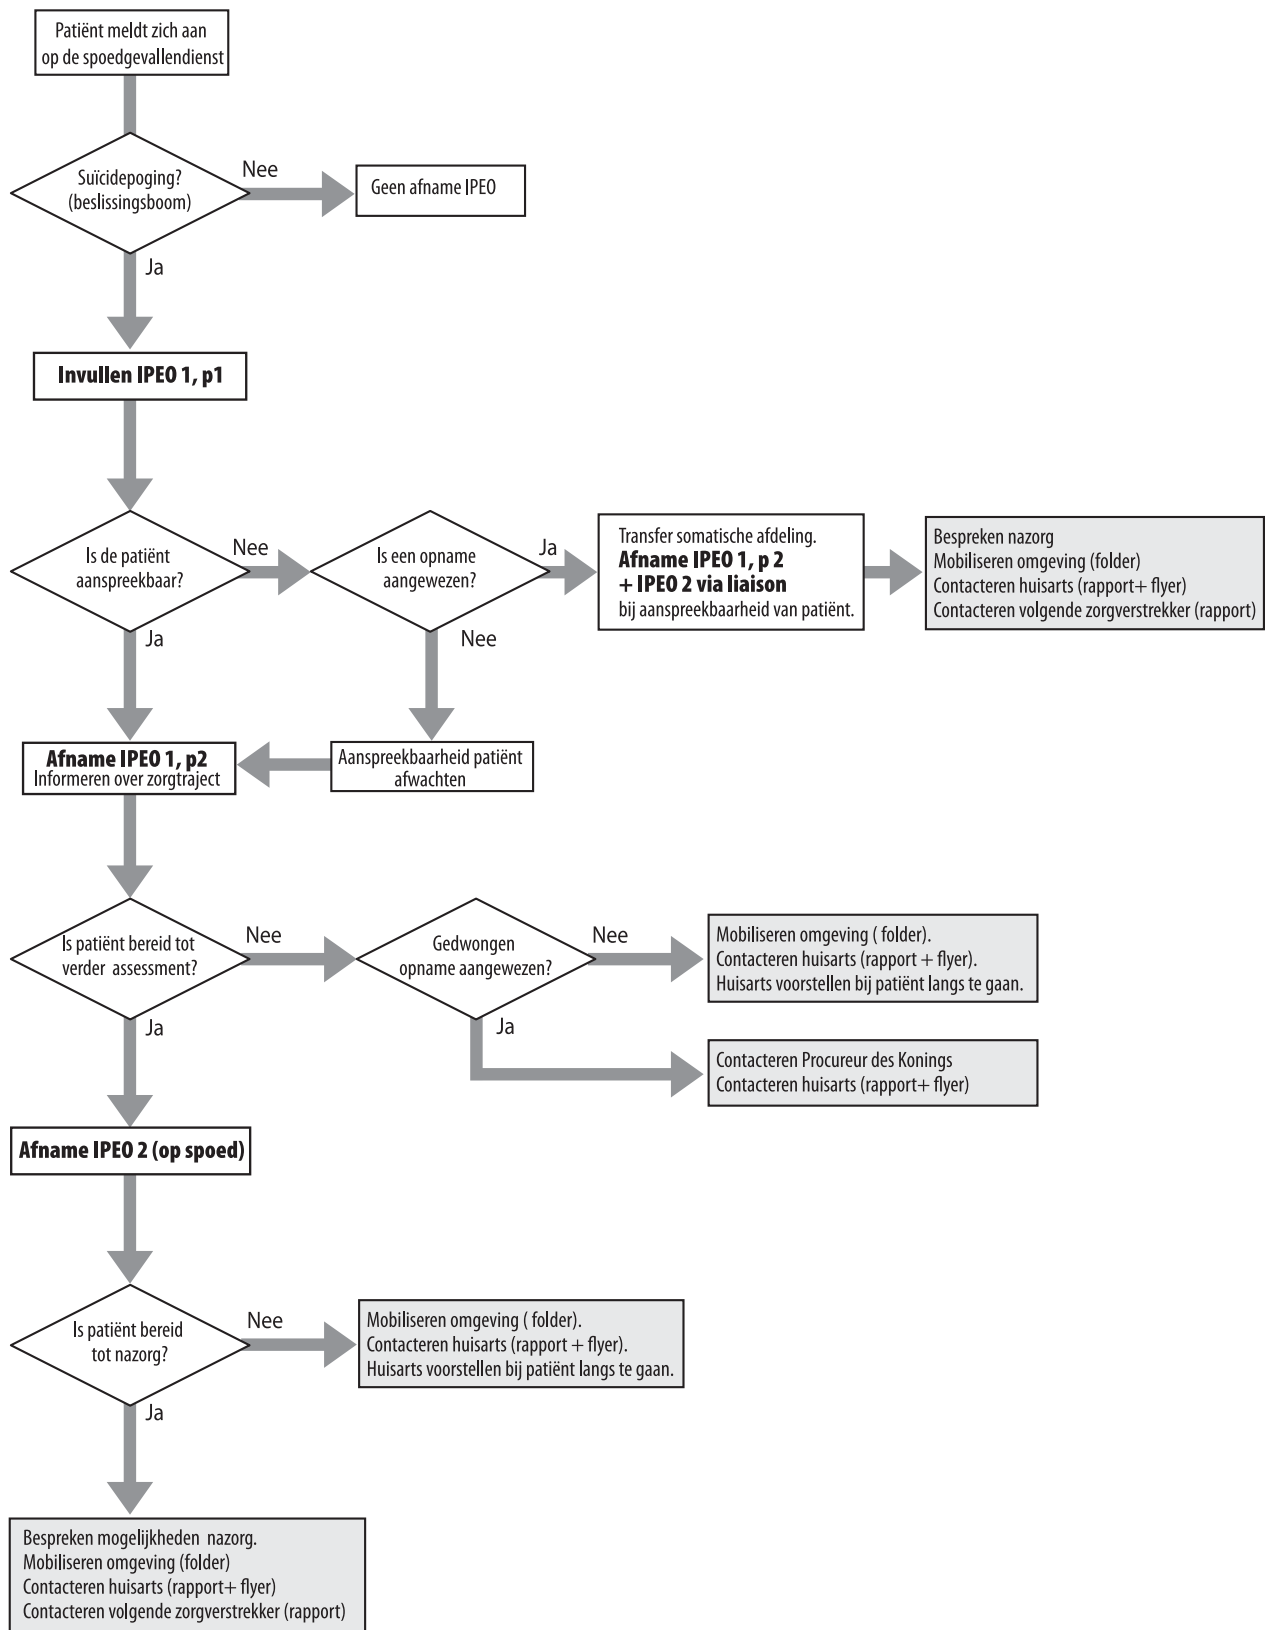 Patiënt meldt zich aan
op de spoedgevallendienst
Suïcidepoging?
(beslissingsboom)
Nee
Geen afname IPEO
Ja
Invullen IPEO 1, p1
Is de patiënt
aanspreekbaar?
Nee
Is een opname
aangewezen?
Ja
Transfer somatische afdeling.
Afname IPEO 1, p 2
+ IPEO 2 via liaison
bij aanspreekbaarheid van patiënt.
Bespreken nazorg
Mobiliseren omgeving (folder)
Contacteren huisarts (rapport+ flyer)
Contacteren volgende zorgverstrekker (rapport)
Ja
Nee
Afname IPEO 1, p2
Informeren over zorgtraject
Aanspreekbaarheid patiënt
afwachten
Is patiënt bereid tot
verder assessment?
Nee
Gedwongen
opname aangewezen?
Nee
Mobiliseren omgeving ( folder).
Contacteren huisarts (rapport + flyer).
Huisarts voorstellen bij patiënt langs te gaan.
Ja
Ja
Contacteren Procureur des Konings
Contacteren huisarts (rapport+ flyer)
Afname IPEO 2 (op spoed)
Is patiënt bereid
tot nazorg?
Nee
Mobiliseren omgeving ( folder).
Contacteren huisarts (rapport + flyer).
Huisarts voorstellen bij patiënt langs te gaan.
Ja
Bespreken mogelijkheden nazorg.
Mobiliseren omgeving (folder)
Contacteren huisarts (rapport+ flyer)
Contacteren volgende zorgverstrekker (rapport)